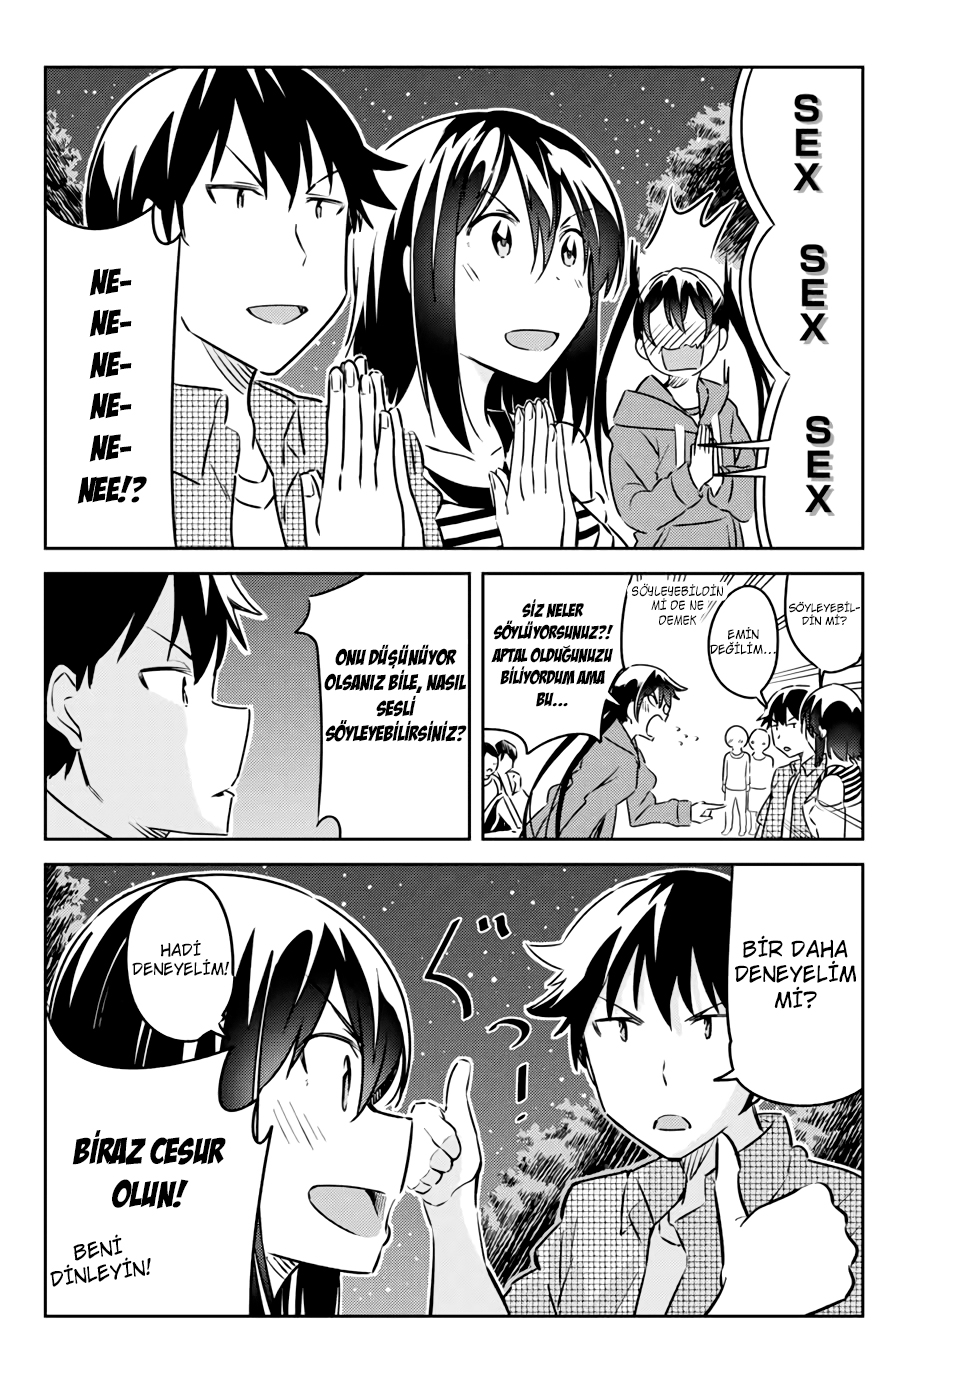 SEX
SEX
SEX
NE-
NE-
NE-
NE-
NE-
NEE!?
SÖYLEYEBİL-
DİN Mİ?
EMİN
DEĞİLİM...
SÖYLEYEBİLDİN
Mİ DE NE
DEMEK
SİZ NELER
SÖYLÜYORSUNUZ?!
APTAL OLDUĞUNUZU
BİLİYORDUM AMA
BU...
ONU DÜŞÜNÜYOR
OLSANIZ BİLE, NASIL
SESLİ
SÖYLEYEBİLİRSİNİZ?
BİR DAHA
DENEYELİM
Mİ?
ぐっ
ぐっ!
HADİ
DENEYELİM!
BİRAZ CESUR
OLUN!
BENİ
DİNLEYİN!